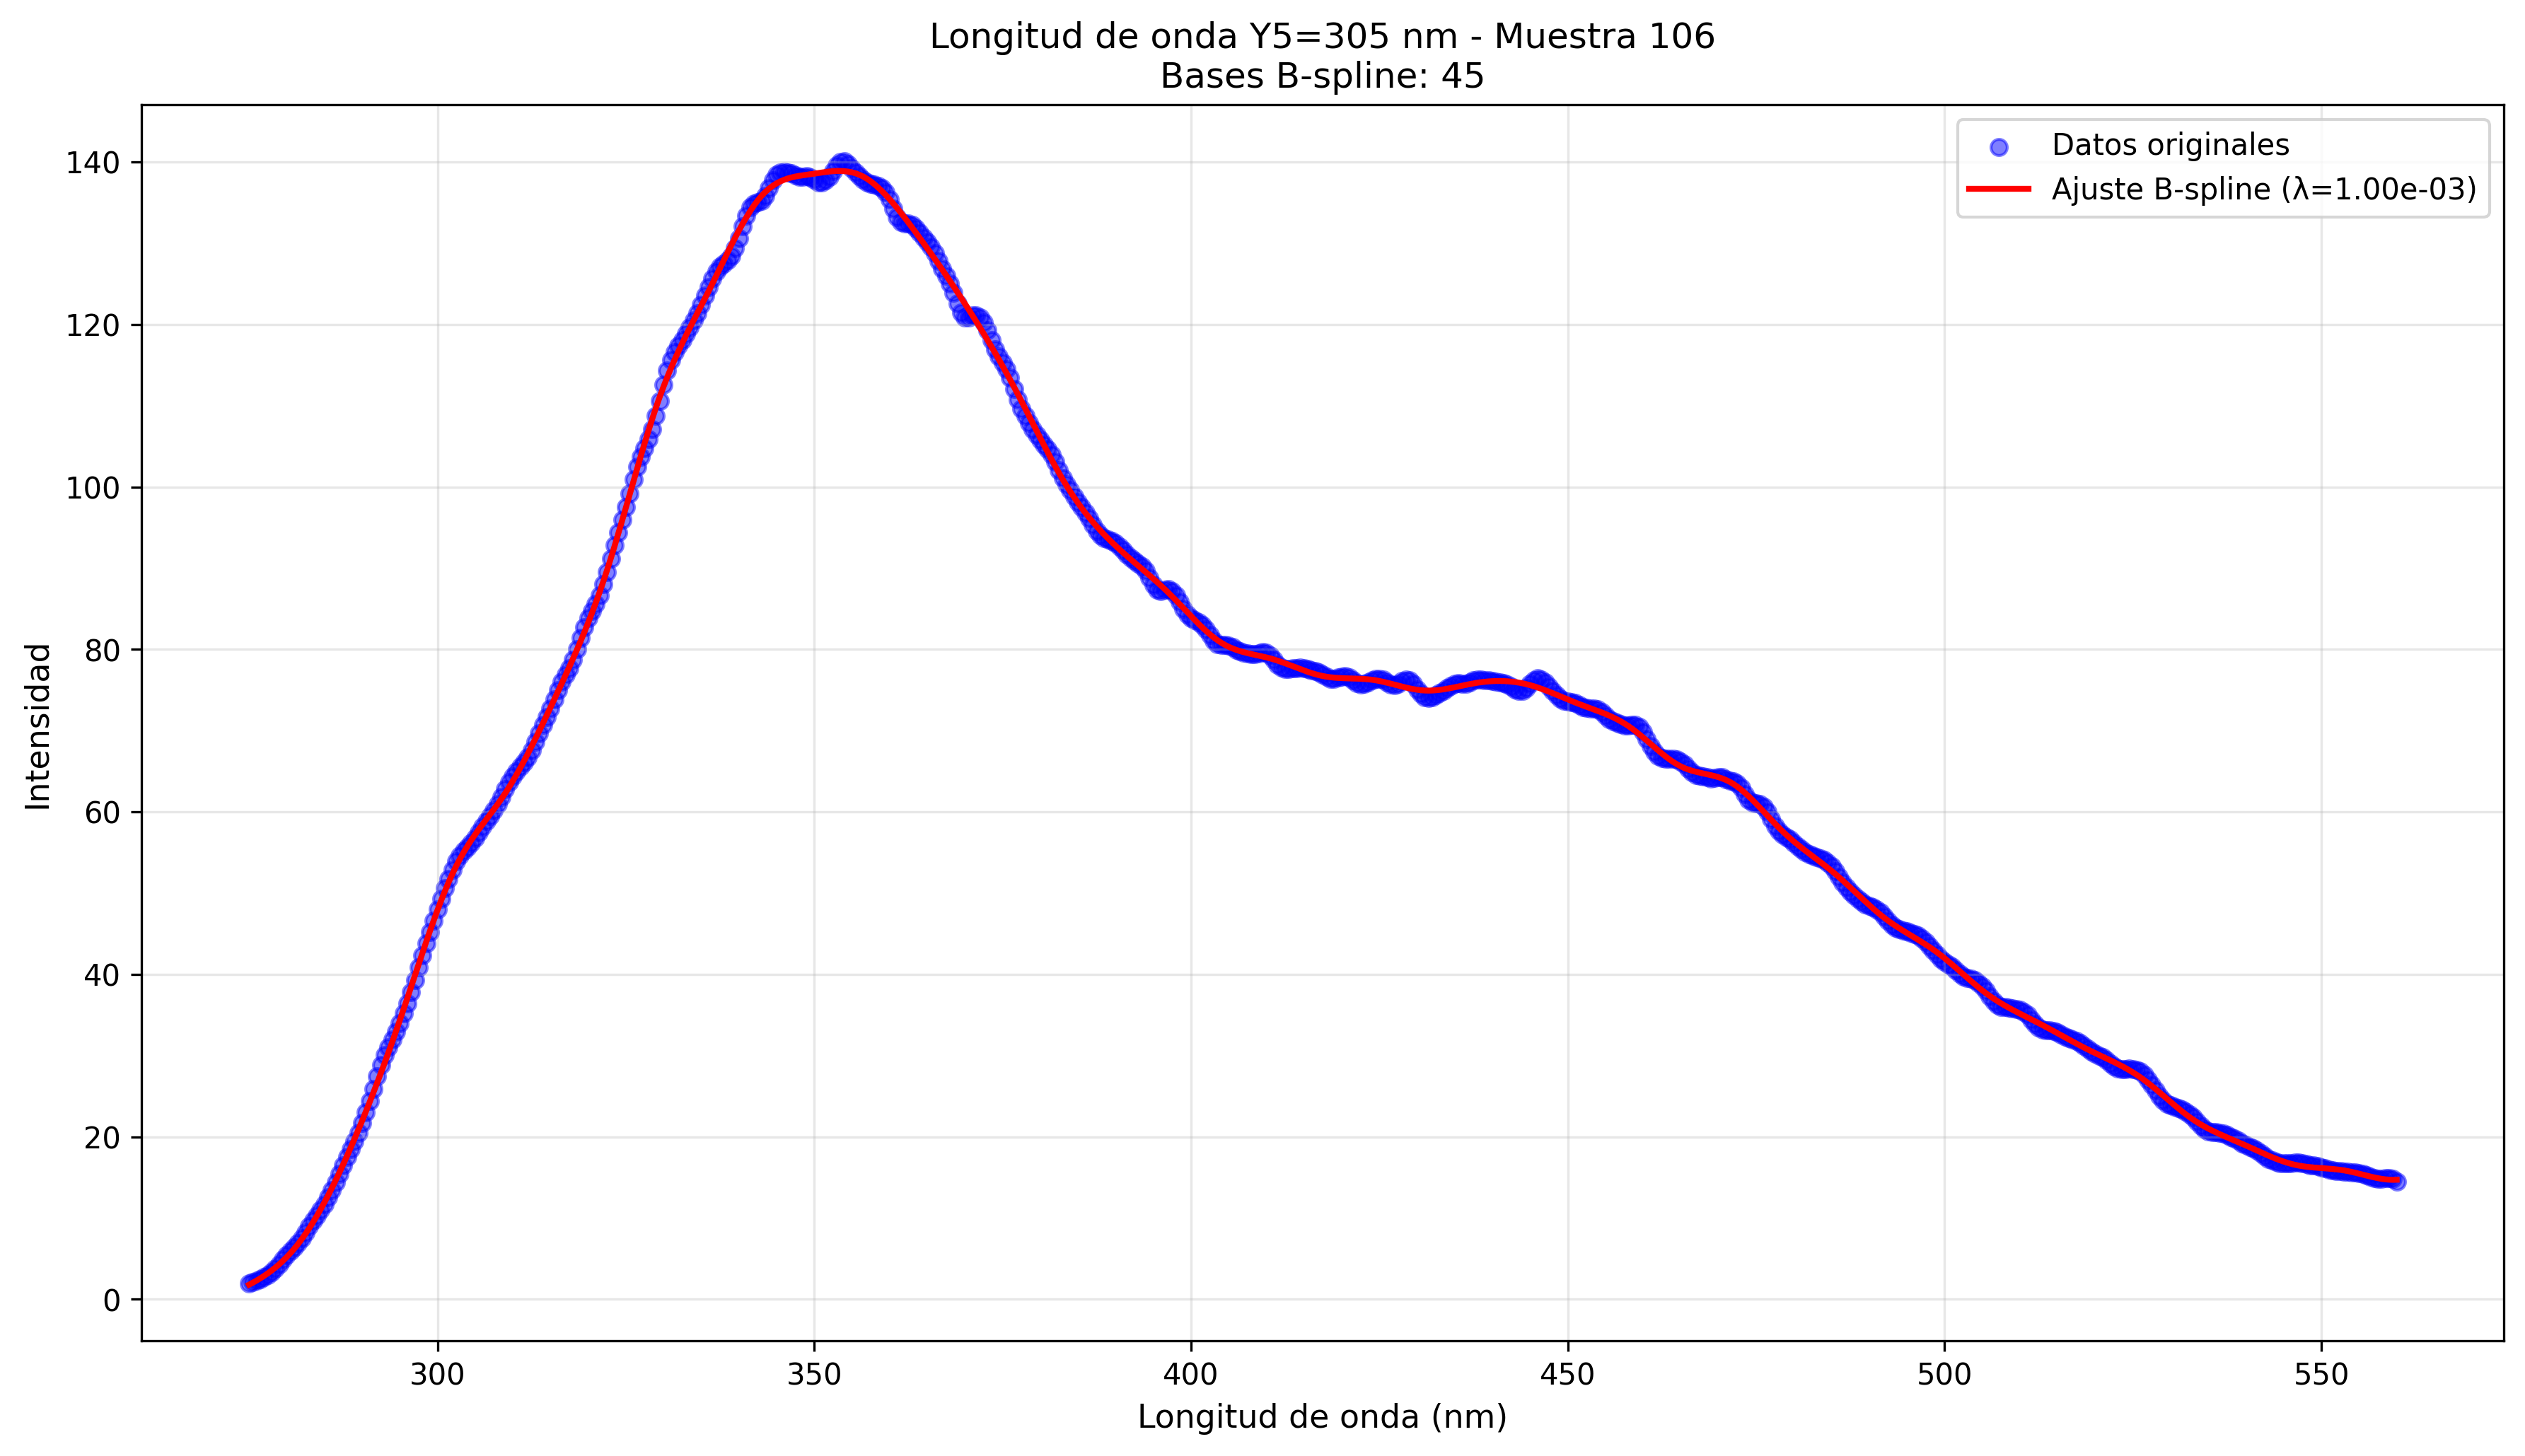 Longitud de onda Y5=305 nm - Muestra 106
Bases B-spline: 45
Datos originales
Ajuste B-spline (λ=1.00e-03)
Intensidad
140
120
100
80
60
40
20
0
300
350
400
450
500
550
Longitud de onda (nm)